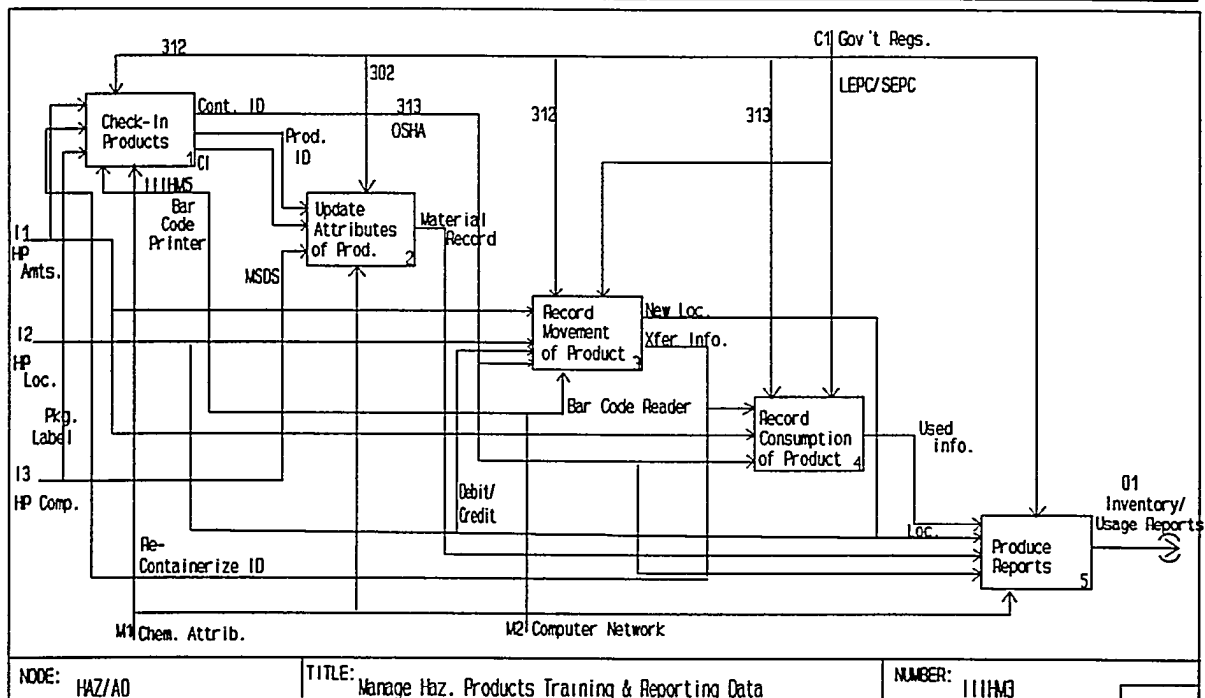 312
C1 Gov't Regs.
302
LEPC/SEPC
Cont. ID
313
OSHA
312
313
Check-In
Products
1
CI
Prod.
ID
IIIHM5
Bar
Code
Printer
Update
Attributes
of Prod.
2
Material
Record
I1
HP
Amts.
MSDS
Record
Movement
of Product
3
New Loc.
Xfer Info.
I2
HP
Loc.
Pkg.
Label
Bar Code Reader
Record
Consumption
of Product
4
Used
info.
I3
HP Comp.
Debit/
Credit
O1
Inventory/
Usage Reports
Loc.
Produce
Reports
5
Re-
Containerize ID
M1 Chem. Attrib.
M2 Computer Network
NODE:
HAZ/A0
TITLE:
Manage Haz. Products Training & Reporting Data
NUMBER:
IIIHM3